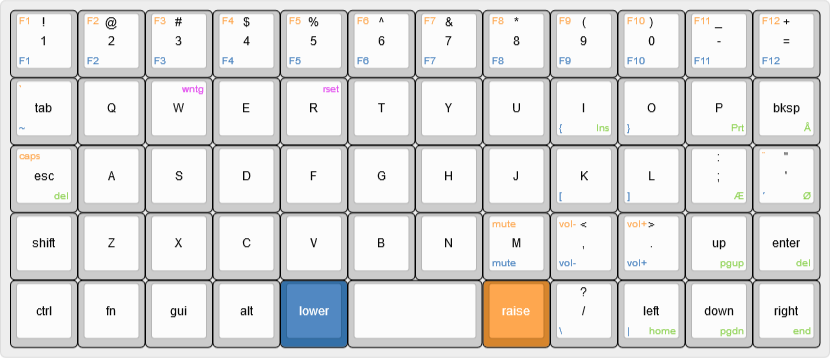 F1 ! F2 @ F3 # F4 $ F5 % F6 ^ F7 & F8 * F9 ( F10 ) F11 _ F12 +
1 2 3 4 5 6 7 8 9 0 - =
F1 F2 F3 F4 F5 F6 F7 F8 F9 F10 F11 F12
` wntg rset
tab Q W E R T Y U I O P bksp
~ { Ins } Prt Å
caps : ¨ "
esc A S D F G H J K L ; '
del [ ] Æ ' Ø
mute vol- < vol+ >
shift Z X C V B N M , . up enter
mute vol- vol+ pgup del
?
ctrl fn gui alt lower raise / left down right
\ | home pgdn end